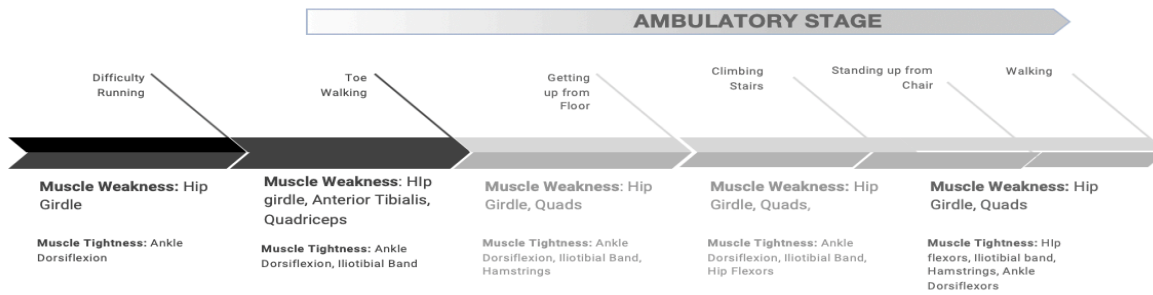 AMBULATORY STAGE
Difficulty
Running
Toe
Walking
Getting
up from
Floor
Climbing
Stairs
Standing up from
Chair
Walking
Muscle Weakness: Hip
Girdle
Muscle Tightness: Ankle
Dorsiflexion
Muscle Weakness: HIp
girdle, Anterior Tibialis,
Quadriceps
Muscle Tightness: Ankle
Dorsiflexion, Iliotibial Band
Muscle Weakness: Hip
Girdle, Quads
Muscle Tightness: Ankle
Dorsiflexion, Iliotibial Band,
Hamstrings
Muscle Weakness: Hip
Girdle, Quads,
Muscle Tightness: Ankle
Dorsiflexion, Iliotibial Band,
Hip Flexors
Muscle Weakness: Hip
Girdle, Quads
Muscle Tightness: HIp
flexors, Iliotibial band,
Hamstrings, Ankle
Dorsiflexors